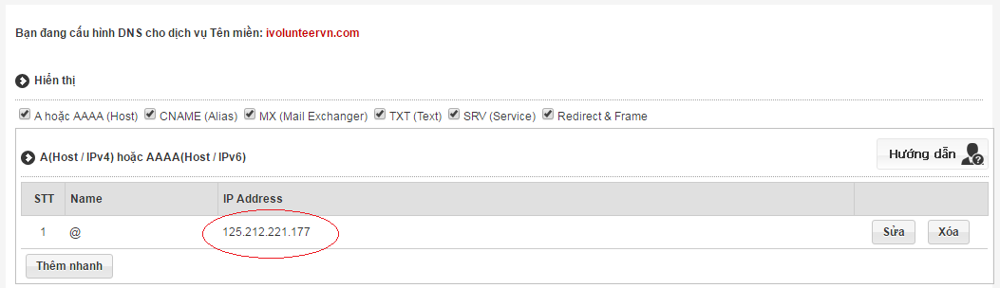 Bạn đang cấu hình DNS cho dịch vụ Tên miền: ivolunteervn.com
Hiển thị
A hoặc AAAA (Host) CNAME (Alias) MX (Mail Exchanger) TXT (Text) SRV (Service) Redirect & Frame
A(Host / IPv4) hoặc AAAA(Host / IPv6)
Hướng dẫn
STT Name IP Address
1 @ 125.212.221.177 Sửa Xóa
Thêm nhanh